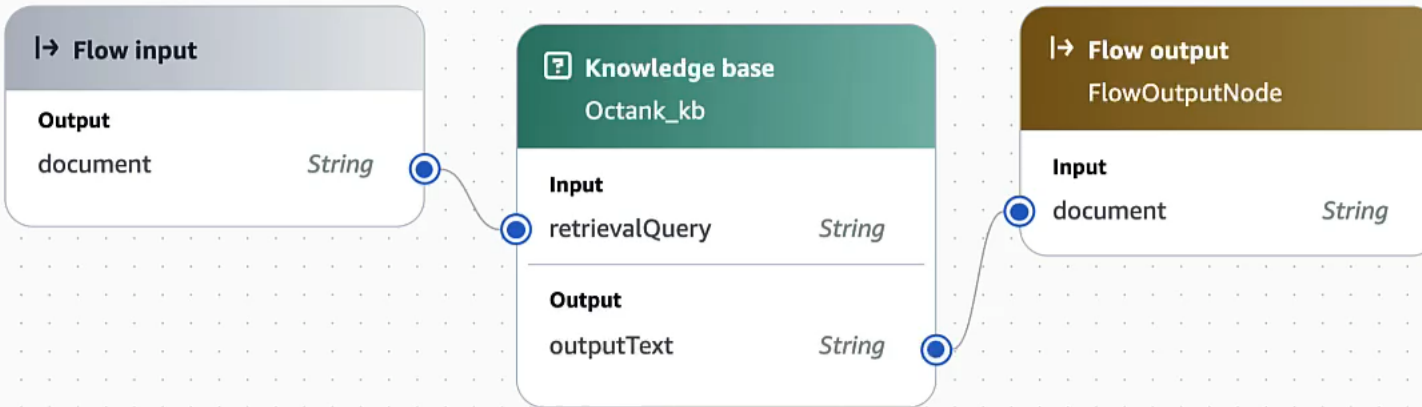 Flow input
Output
document String
Knowledge base
Octank_kb
Input
retrievalQuery String
Output
outputText String
Flow output
FlowOutputNode
Input
document String